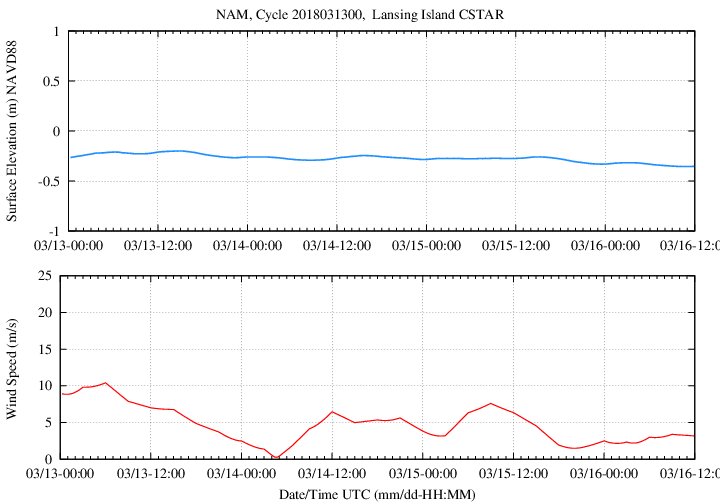 NAM, Cycle 2018031300,  Lansing Island CSTAR
Surface Elevation (m) NAVD88
1
0.5
0
-0.5
-1
03/13-00:00 03/13-12:00 03/14-00:00 03/14-12:00 03/15-00:00 03/15-12:00 03/16-00:00 03/16-12:0
Wind Speed (m/s)
25
20
15
10
5
0
03/13-00:00 03/13-12:00 03/14-00:00 03/14-12:00 03/15-00:00 03/15-12:00 03/16-00:00 03/16-12:0
Date/Time UTC (mm/dd-HH:MM)